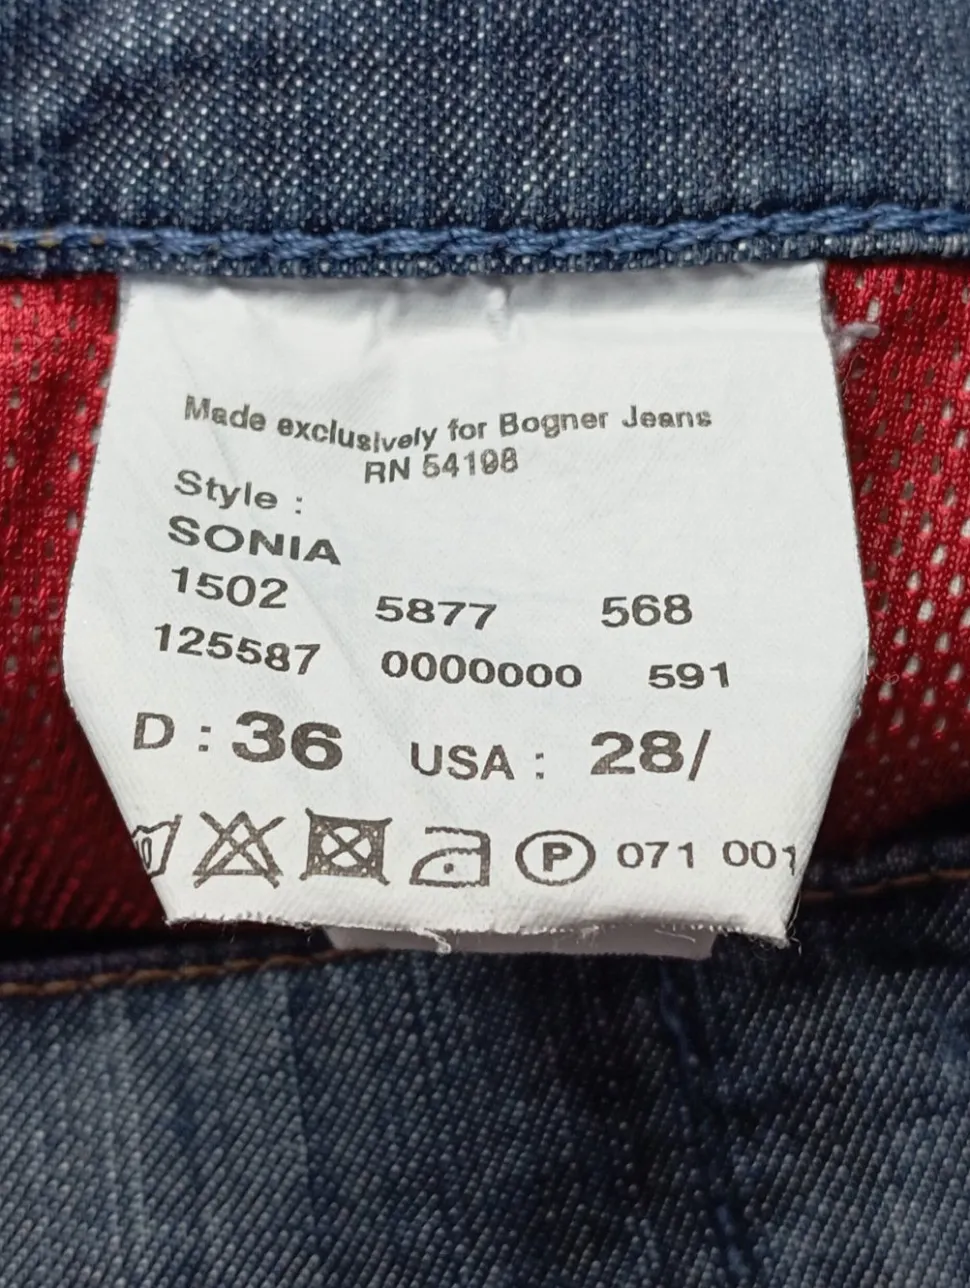 Made exclusively for Bogner Jeans
RN 54198
Style :
SONIA
1502 5877 568
125587 0000000 591
D : 36 USA : 28/
P 071 001